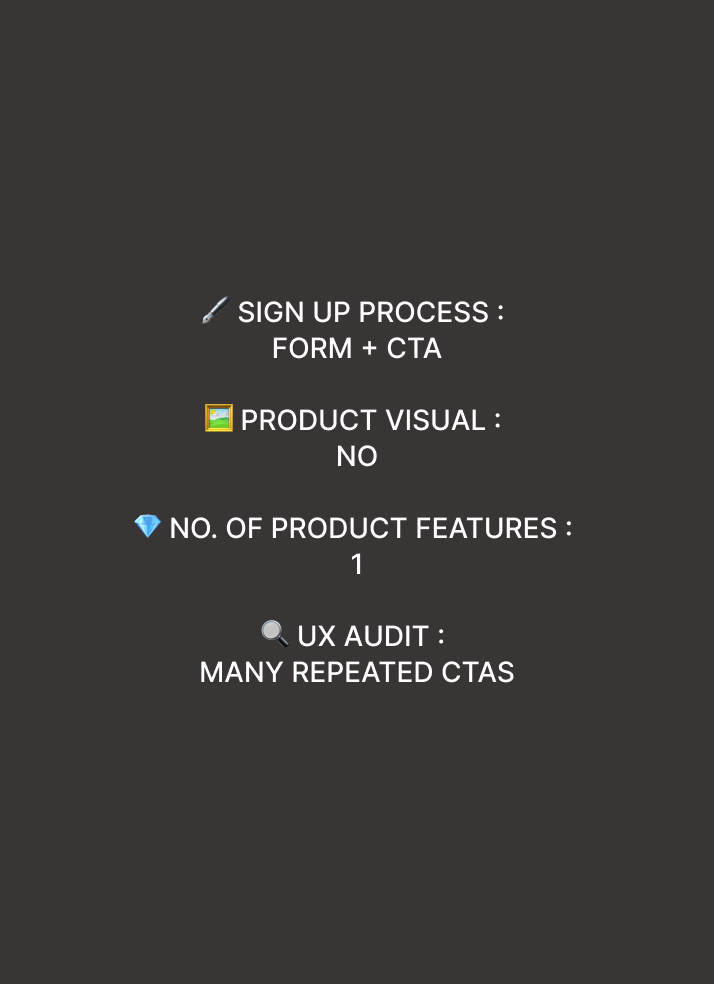 🖋️ SIGN UP PROCESS :
FORM + CTA
🖼️ PRODUCT VISUAL :
NO
💎 NO. OF PRODUCT FEATURES :
1
🔍 UX AUDIT :
MANY REPEATED CTAS